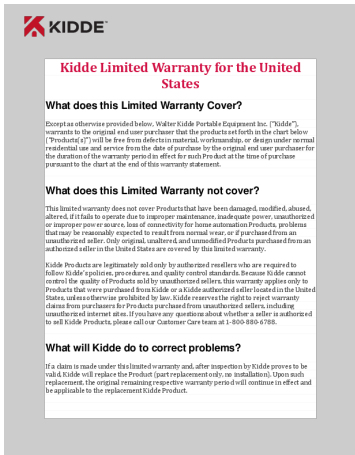 KIDDE
Kidde Limited Warranty for the United
States
What does this Limited Warranty Cover?
Except as otherwise provided below, Walter Kidde Portable Equipment Inc. ("Kidde"),
warrants to the original end user purchaser that the products set forth in the chart below
("Products[s]") will be free from defects in material, workmanship, or design under normal
residential use and service from the date of purchase by the original end user purchaser for
the duration of the warranty period in effect for such Product at the time of purchase
pursuant to the chart at the end of this warranty statement.
What does this Limited Warranty not cover?
This limited warranty does not cover Products that have been damaged, modified, abused,
altered, if it fails to operate due to improper maintenance, inadequate power, unauthorized
or improper power source, loss of connectivity for home automation Products, problems
that may be reasonably expected to result from normal wear, or if purchased from an
unauthorized seller. Only original, unaltered, and unmodified Products purchased from an
authorized seller in the United States are covered by this limited warranty.
Kidde Products are legitimately sold only by authorized resellers who are required to
follow Kidde's policies, procedures, and quality control standards. Because Kidde cannot
control the quality of Products sold by unauthorized sellers, this warranty applies only to
Products that were purchased from Kidde or a Kidde authorized seller located in the United
States, unless otherwise prohibited by law. Kidde reserves the right to reject warranty
claims from purchasers for Products purchased from unauthorized sellers, including
unauthorized internet sites. If you have any questions about whether a seller is authorized
to sell Kidde Products, please call our Customer Care team at 1-800-880-6788.
What will Kidde do to correct problems?
If a claim is made under this limited warranty and, after inspection by Kidde proves to be
valid, Kidde will replace the Product (part replacement only, no installation). Upon such
replacement, the original remaining respective warranty period will continue in effect and
be applicable to the replacement Kidde Product.